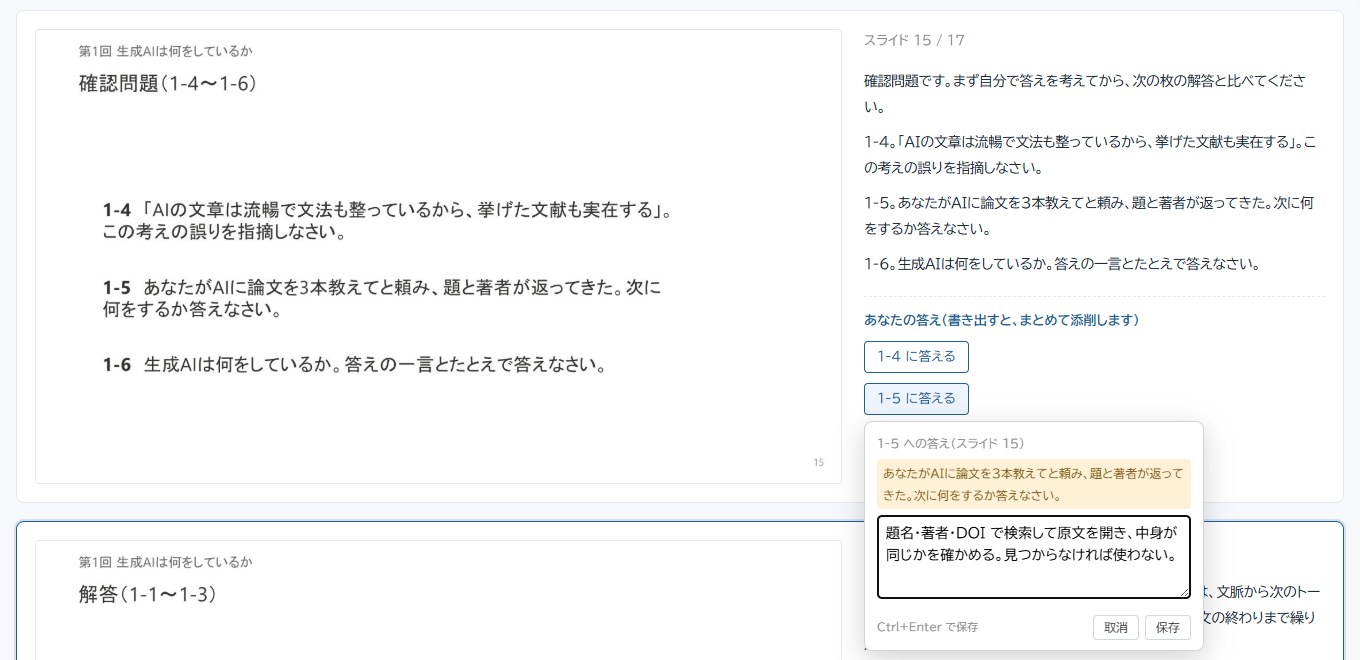 第1回 生成AIは何をしているか
確認問題（1-4～1-6）
1-4 「AIの文章は流暢で文法も整っているから、挙げた文献も実在する」。
この考えの誤りを指摘しなさい。
1-5 あなたがAIに論文を3本教えてと頼み、題と著者が返ってきた。次に
何をするか答えなさい。
1-6 生成AIは何をしているか。答えの一言とたとえで答えなさい。
15
スライド 15 / 17
確認問題です。まず自分で答えを考えてから、次の枚の解答と比べてくださ
い。
1-4。「AIの文章は流暢で文法も整っているから、挙げた文献も実在する」。こ
の考えの誤りを指摘しなさい。
1-5。あなたがAIに論文を3本教えてと頼み、題と著者が返ってきた。次に何
をするか答えなさい。
1-6。生成AIは何をしているか。答えの一言とたとえで答えなさい。
あなたの答え（書き出すと、まとめて添削します）
1-4 に答える
1-5 に答える
1-5 への答え（スライド 15）
あなたがAIに論文を3本教えてと頼み、題と著者が返って
きた。次に何をするか答えなさい。
題名・著者・DOI で検索して原文を開き、中身が
同じかを確かめる。見つからなければ使わない。
Ctrl+Enter で保存
取消
保存
第1回 生成AIは何をしているか
解答（1-1～1-3）
、文脈から次のトー
文の終わりまで繰り